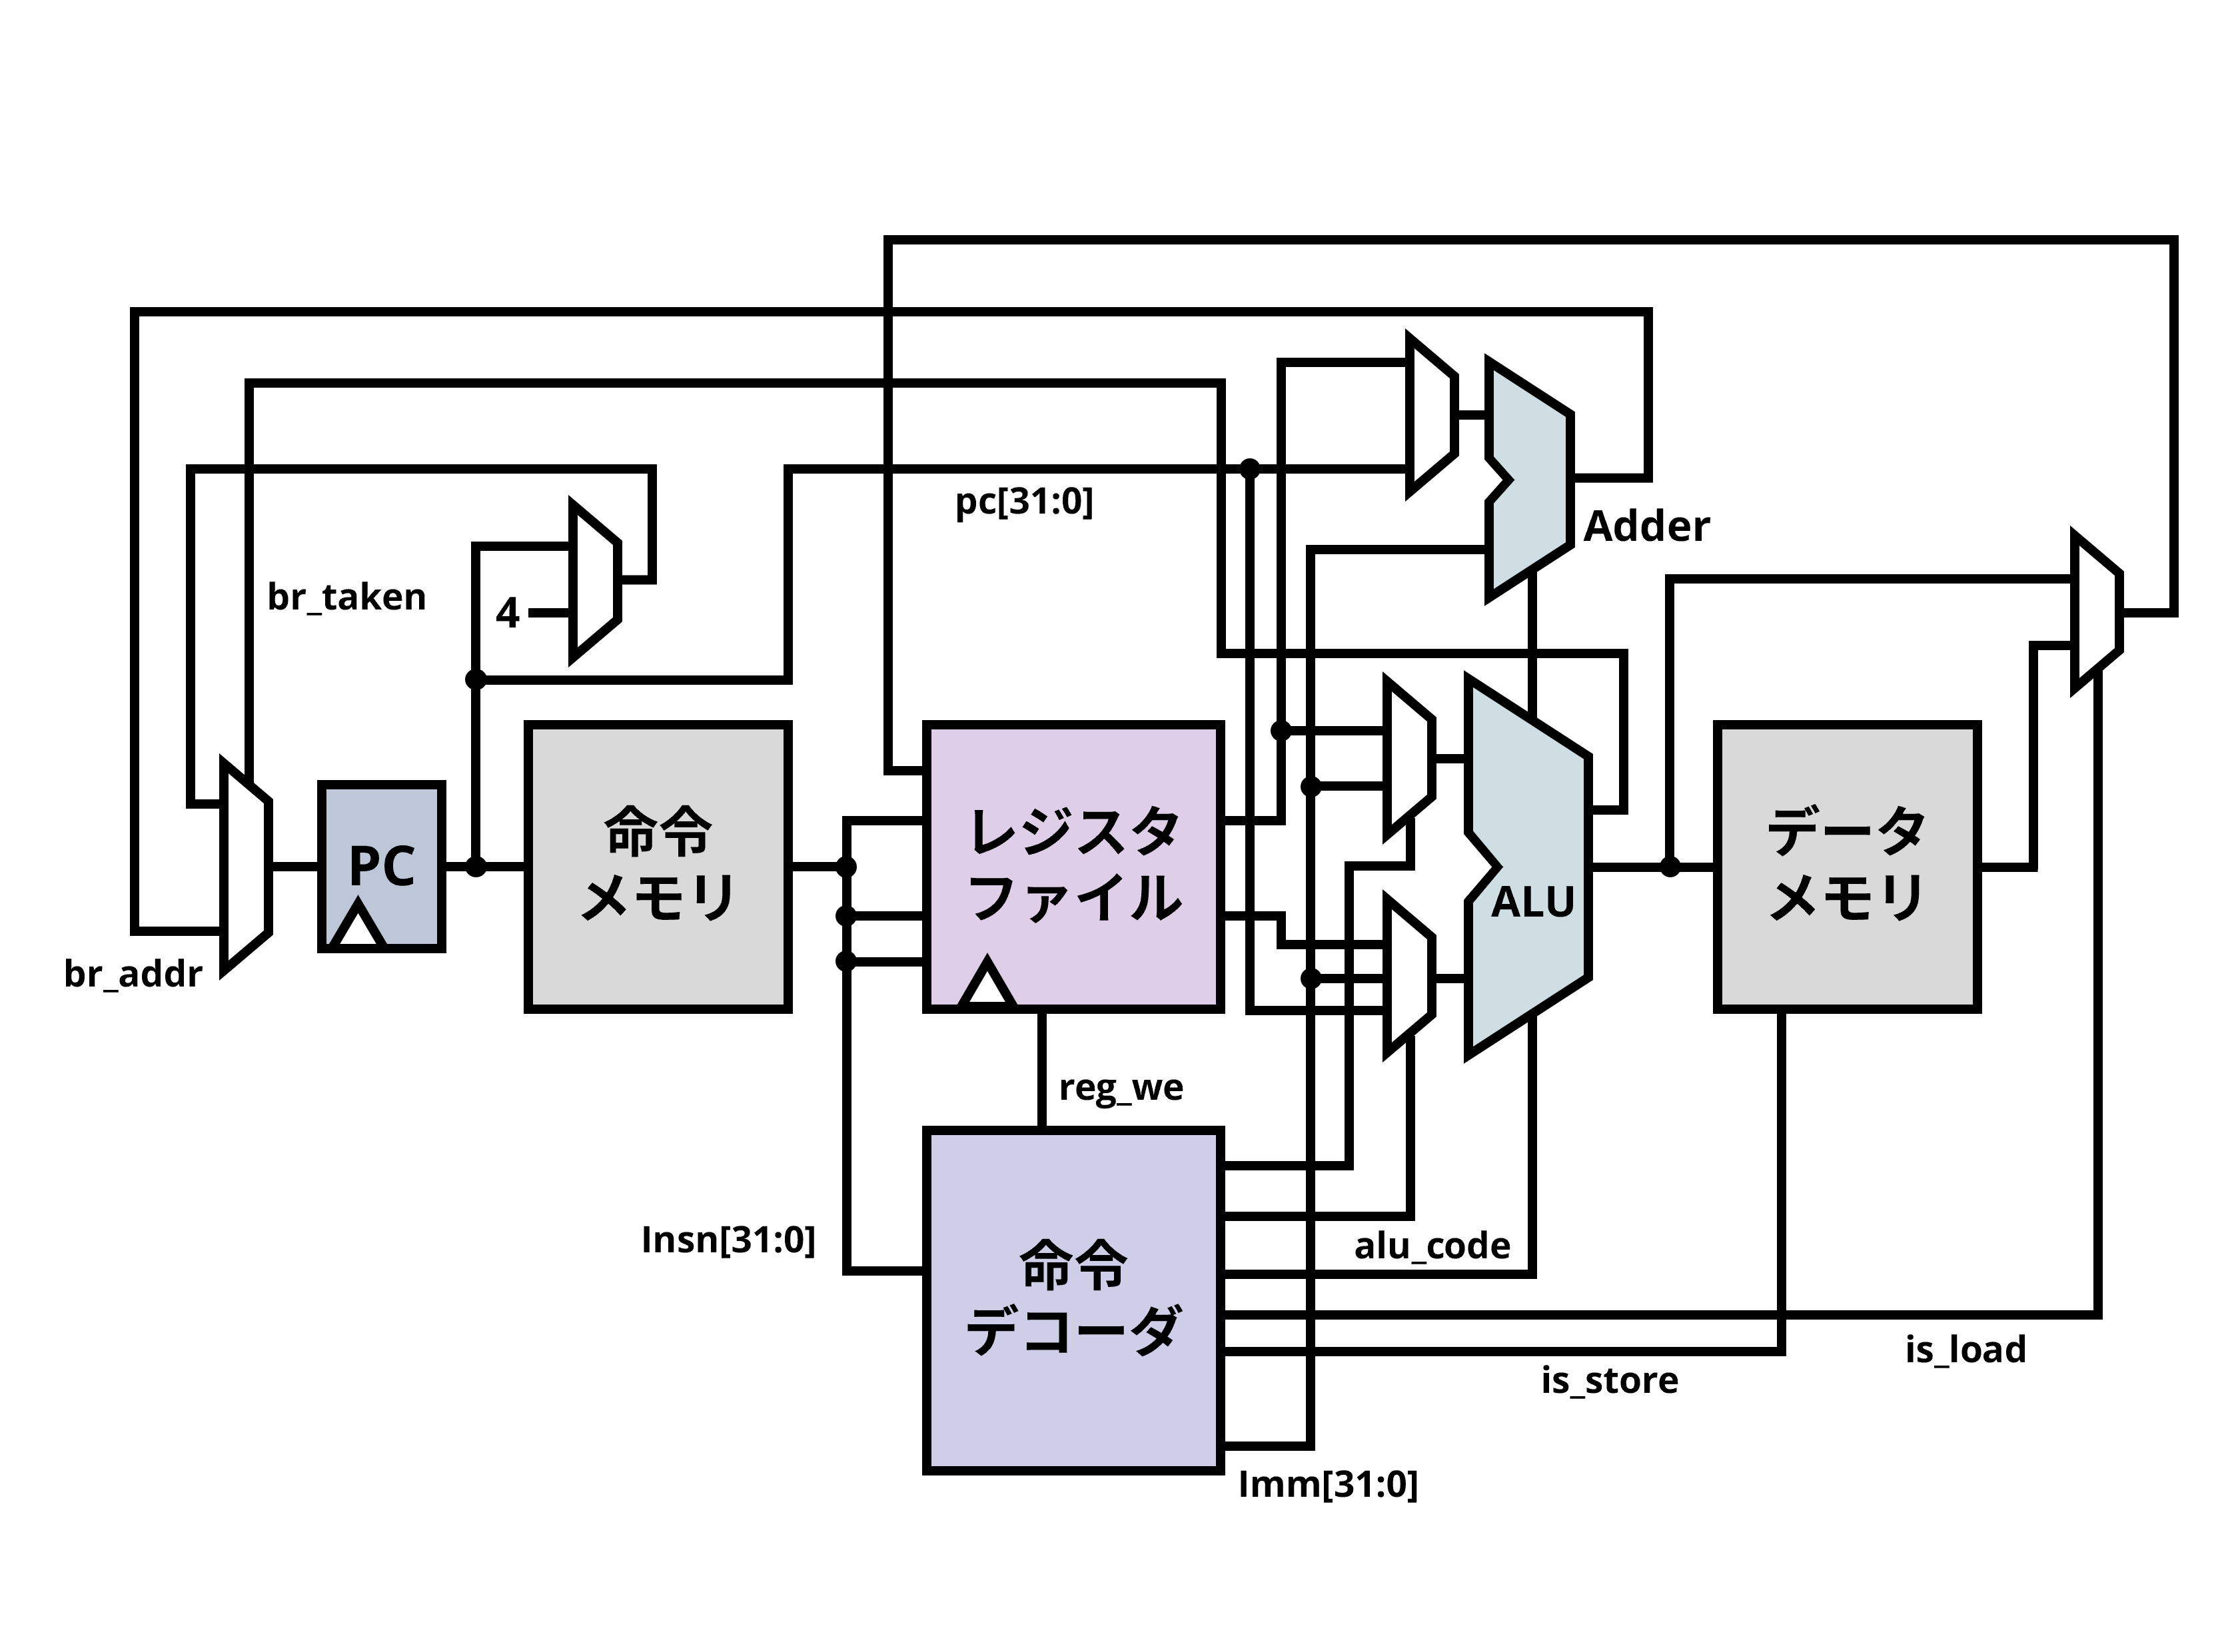 pc[31:0]
Adder
br_taken
4
PC
命令
メモリ
レジスタ
ファイル
ALU
データ
メモリ
br_addr
reg_we
Insn[31:0]
命令
デコーダ
alu_code
is_load
is_store
Imm[31:0]